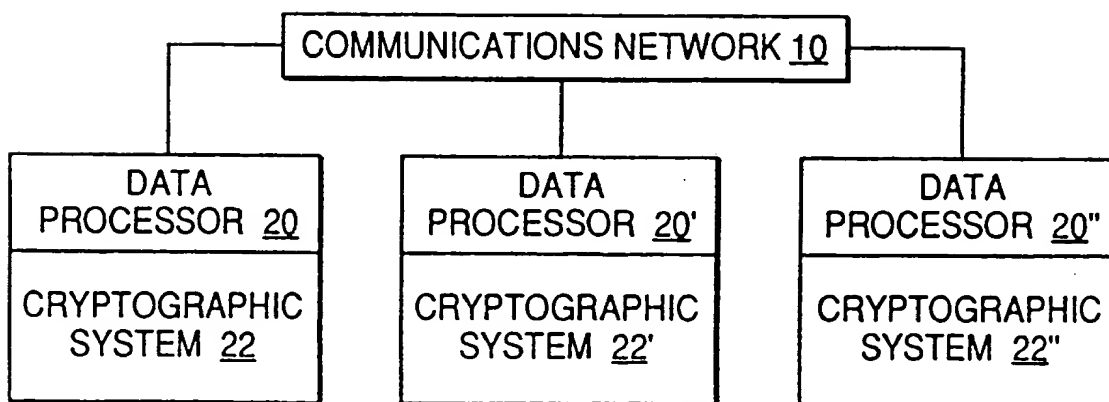 COMMUNICATIONS NETWORK 10
DATA
PROCESSOR 20
CRYPTOGRAPHIC
SYSTEM 22
DATA
PROCESSOR 20'
CRYPTOGRAPHIC
SYSTEM 22'
DATA
PROCESSOR 20"
CRYPTOGRAPHIC
SYSTEM 22"